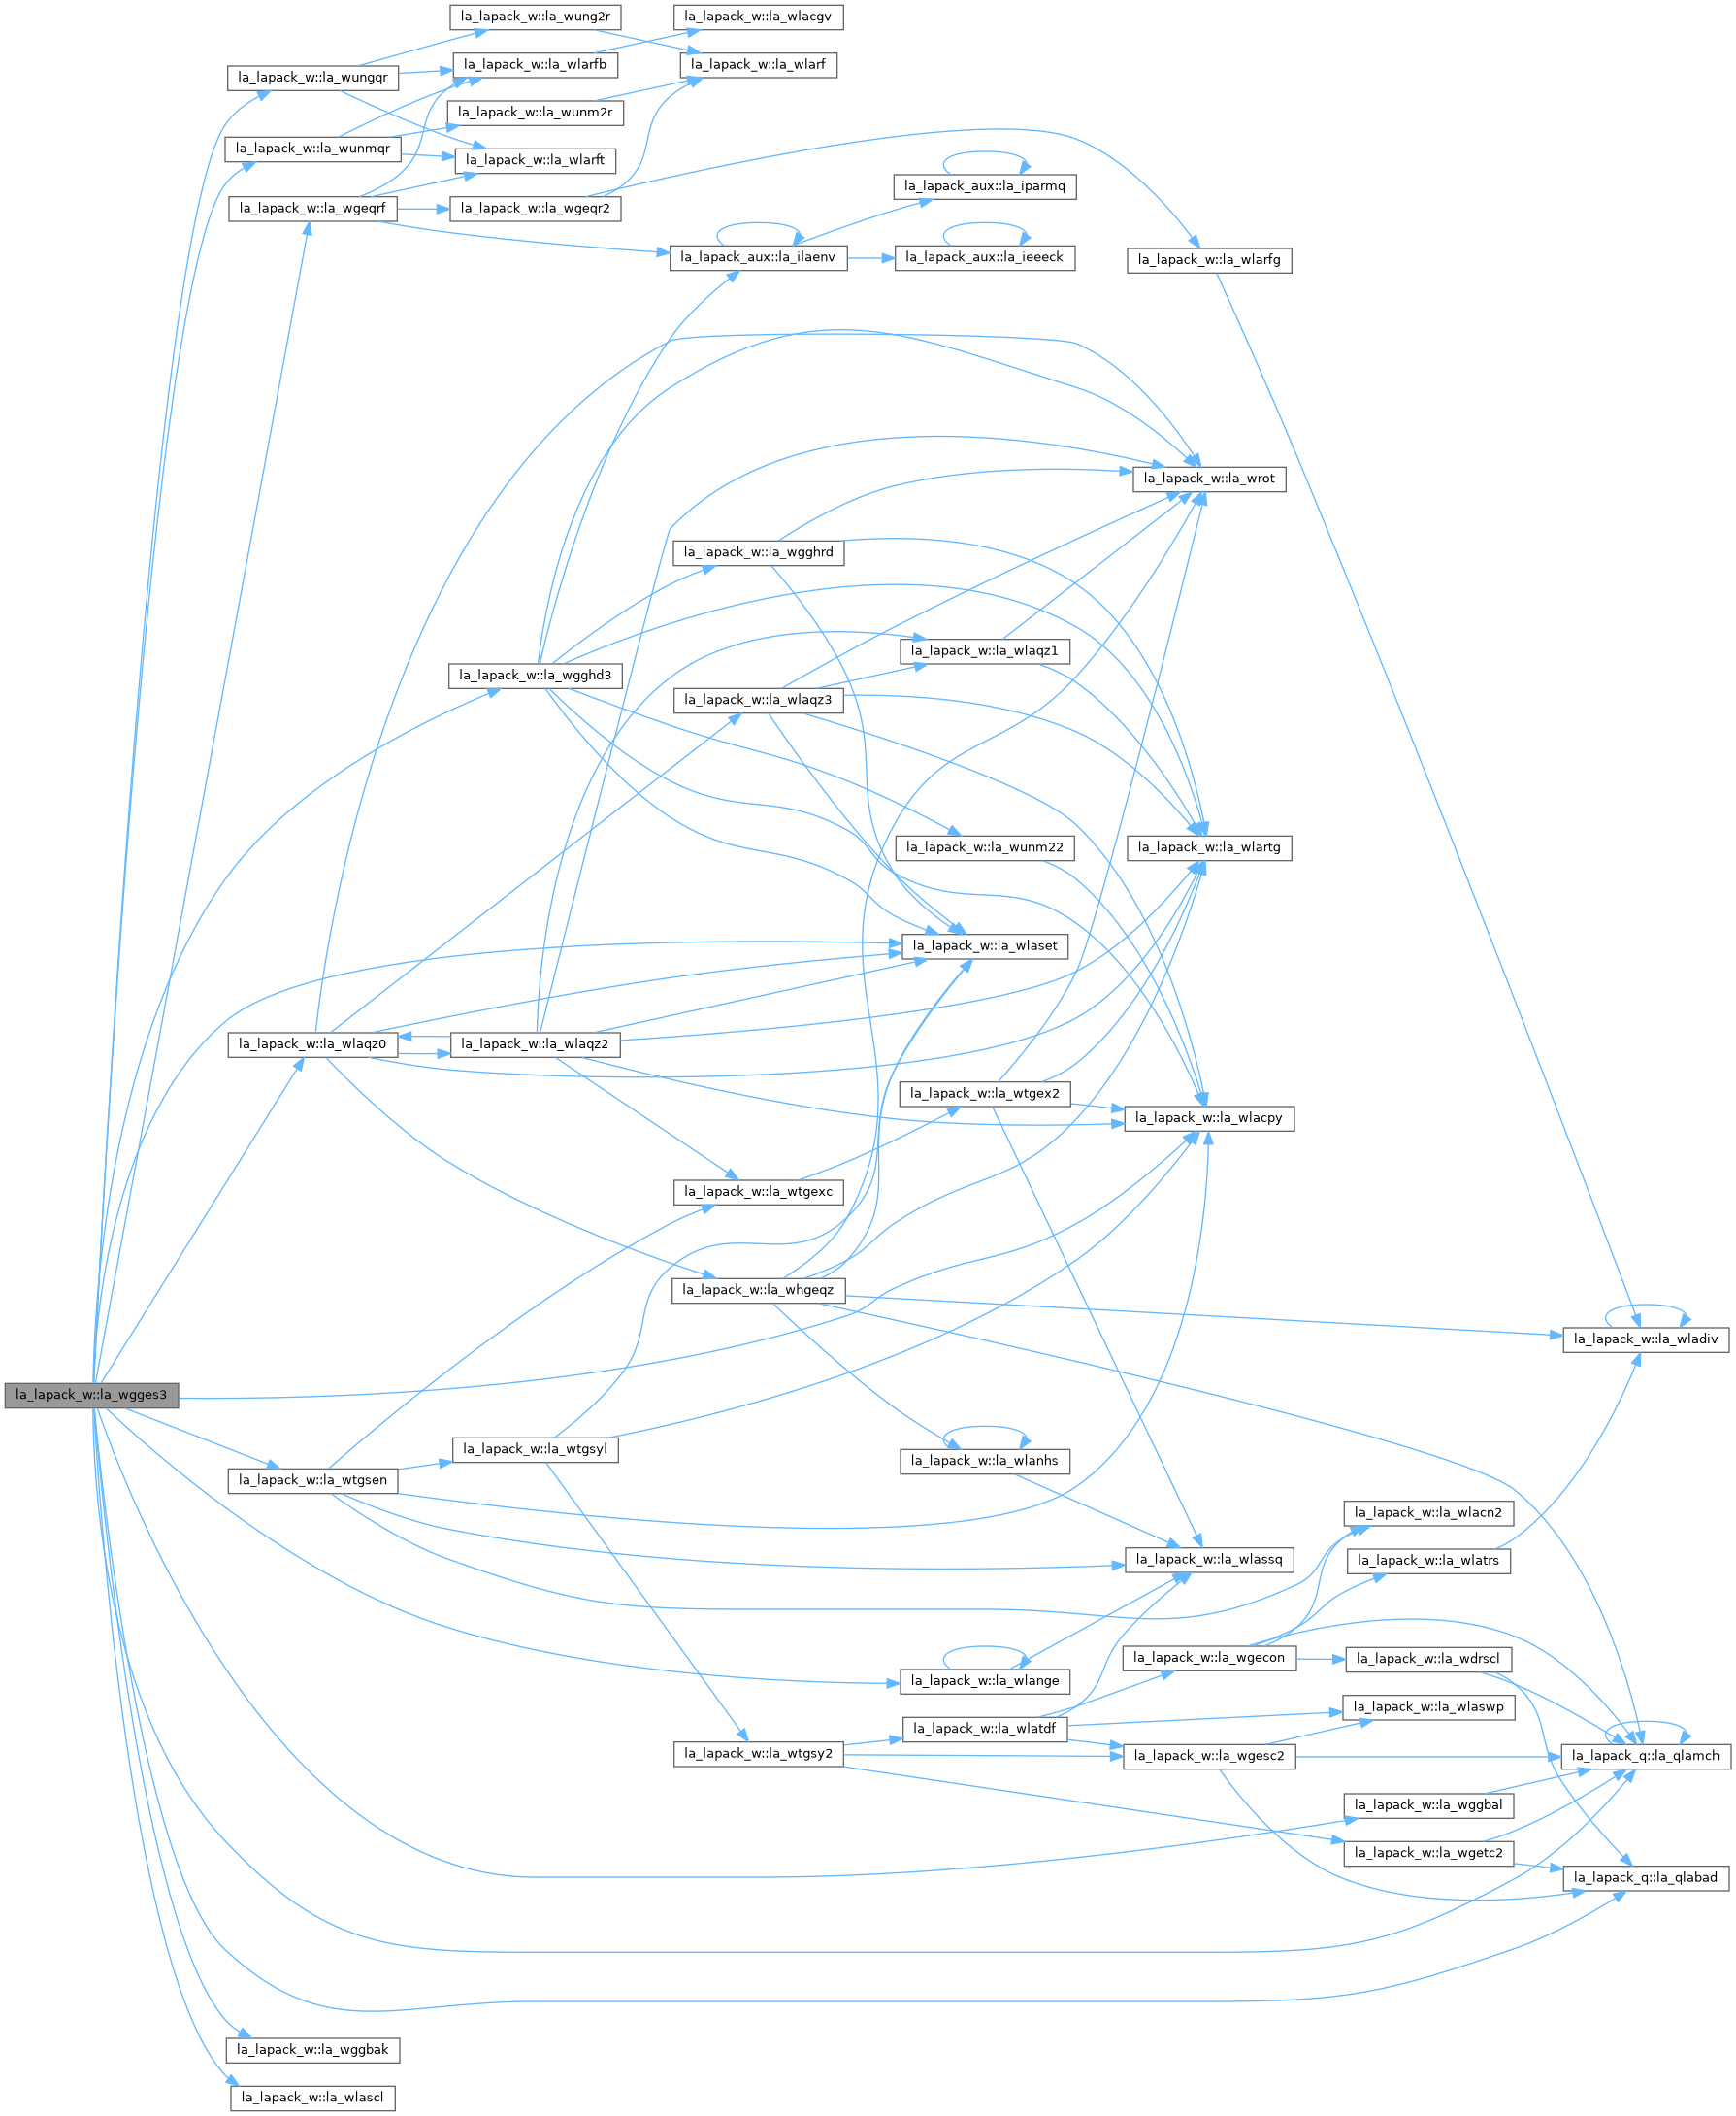 la_lapack_w::la_wung2r
la_lapack_w::la_wlacgv
la_lapack_w::la_wungqr
la_lapack_w::la_wlarfb
la_lapack_w::la_wlarf
la_lapack_w::la_wunm2r
la_lapack_w::la_wunmqr
la_lapack_w::la_wlarft
la_lapack_aux::la_iparmq
la_lapack_w::la_wgeqrf
la_lapack_w::la_wgeqr2
la_lapack_aux::la_ilaenv
la_lapack_aux::la_ieeeck
la_lapack_w::la_wlarfg
la_lapack_w::la_wrot
la_lapack_w::la_wgghrd
la_lapack_w::la_wlaqz1
la_lapack_w::la_wgghd3
la_lapack_w::la_wlaqz3
la_lapack_w::la_wunm22
la_lapack_w::la_wlartg
la_lapack_w::la_wlaset
la_lapack_w::la_wlaqz0
la_lapack_w::la_wlaqz2
la_lapack_w::la_wtgex2
la_lapack_w::la_wlacpy
la_lapack_w::la_wtgexc
la_lapack_w::la_whgeqz
la_lapack_w::la_wladiv
la_lapack_w::la_wgges3
la_lapack_w::la_wtgsyl
la_lapack_w::la_wlanhs
la_lapack_w::la_wtgsen
la_lapack_w::la_wlacn2
la_lapack_w::la_wlassq
la_lapack_w::la_wlatrs
la_lapack_w::la_wgecon
la_lapack_w::la_wdrscl
la_lapack_w::la_wlange
la_lapack_w::la_wlaswp
la_lapack_w::la_wlatdf
la_lapack_w::la_wtgsy2
la_lapack_w::la_wgesc2
la_lapack_q::la_qlamch
la_lapack_w::la_wggbal
la_lapack_w::la_wgetc2
la_lapack_q::la_qlabad
la_lapack_w::la_wggbak
la_lapack_w::la_wlascl